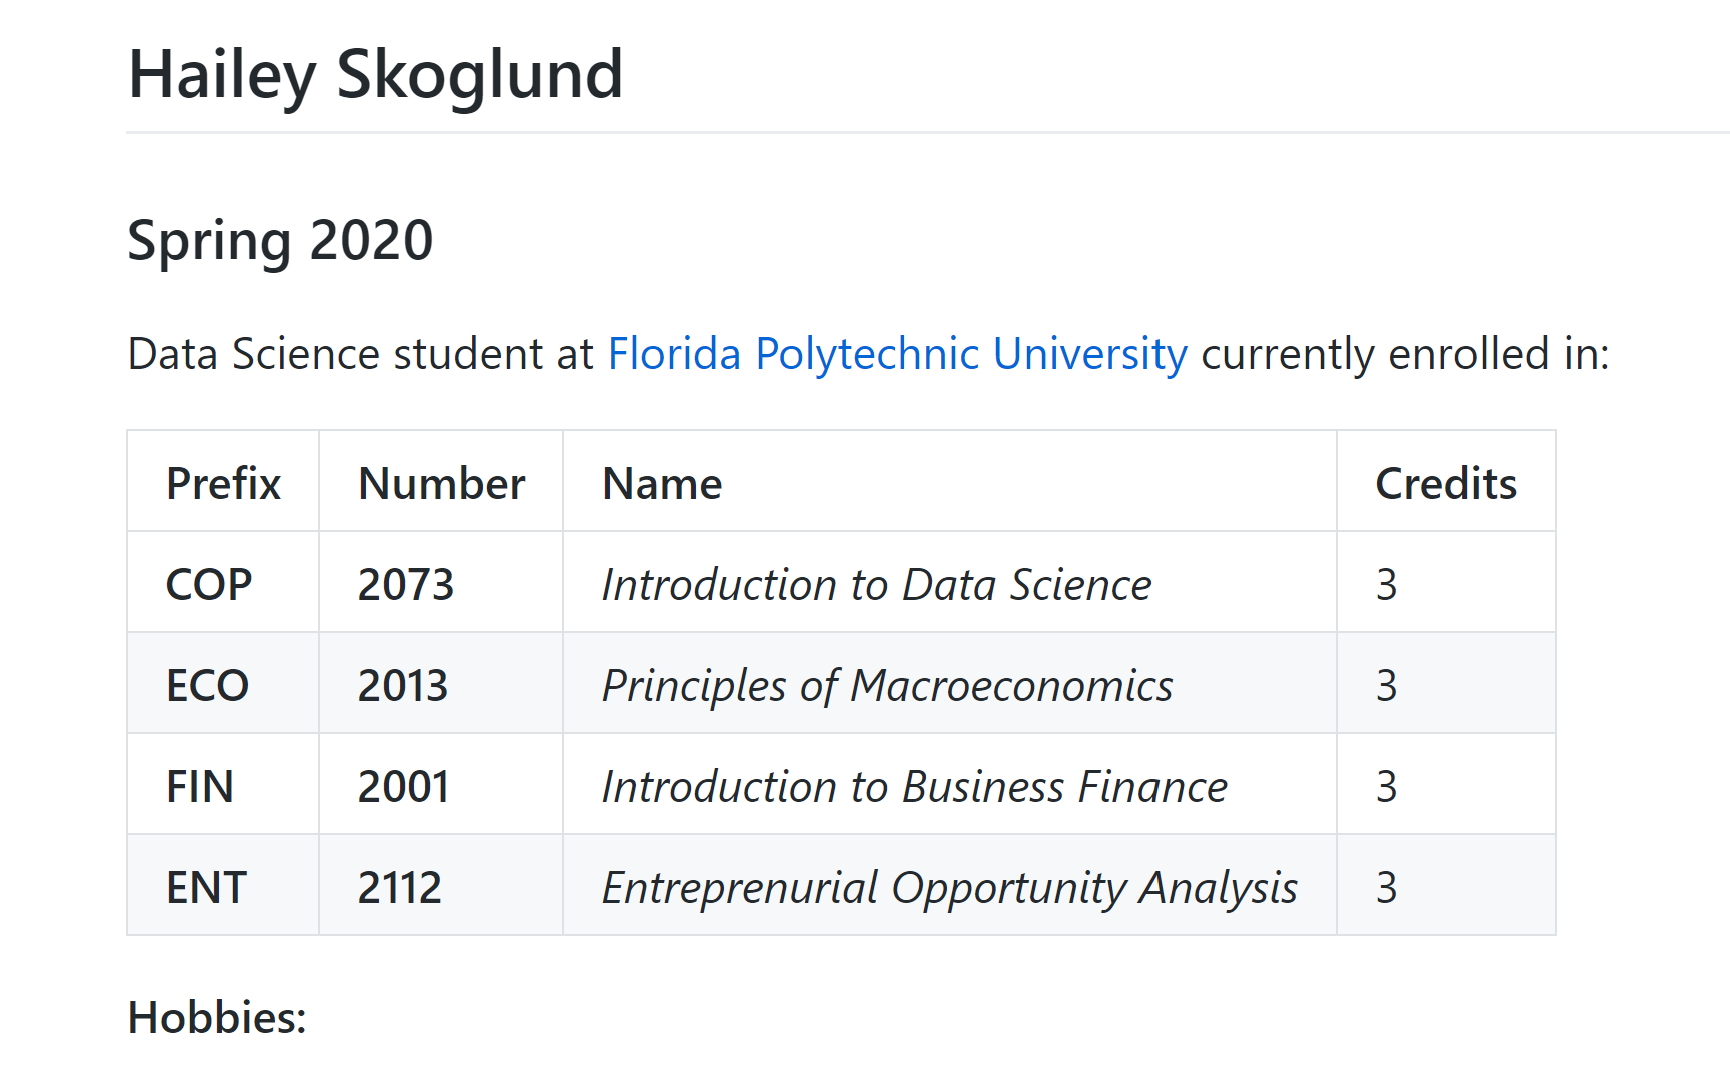 Hailey Skoglund
Spring 2020
Data Science student at Florida Polytechnic University currently enrolled in:
Prefix Number Name Credits
COP 2073 Introduction to Data Science 3
ECO 2013 Principles of Macroeconomics 3
FIN 2001 Introduction to Business Finance 3
ENT 2112 Entreprenurial Opportunity Analysis 3
Hobbies: